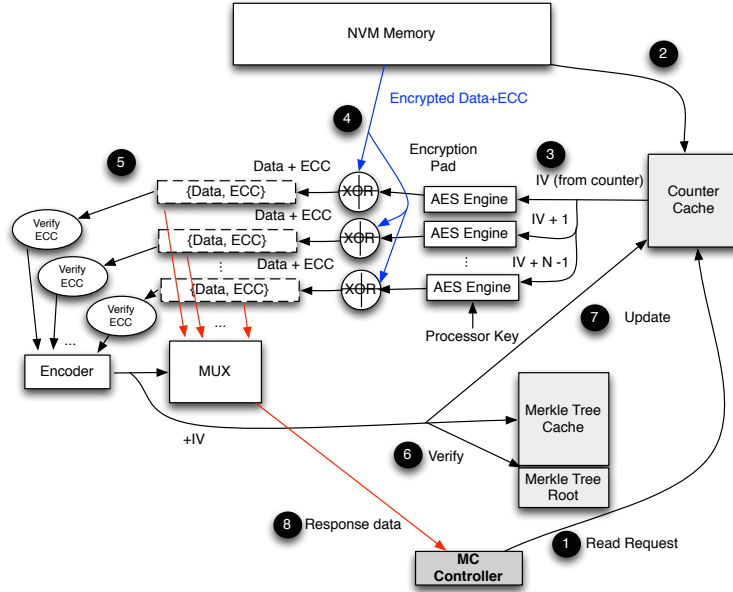 NVM Memory
2
Encrypted Data+ECC
4
Encryption
Pad
3
5
Data + ECC
IV (from counter)
{Data, ECC}
XOR
AES Engine
Counter
Cache
Verify
ECC
Data + ECC
IV + 1
{Data, ECC}
XOR
AES Engine
Verify
ECC
...
Data + ECC
...
IV + N -1
{Data, ECC}
XOR
AES Engine
Verify
ECC
...
Processor Key
7
Update
...
Encoder
MUX
+IV
6
Verify
Merkle Tree
Cache
Merkle Tree
Root
8
Response data
1
Read Request
MC
Controller